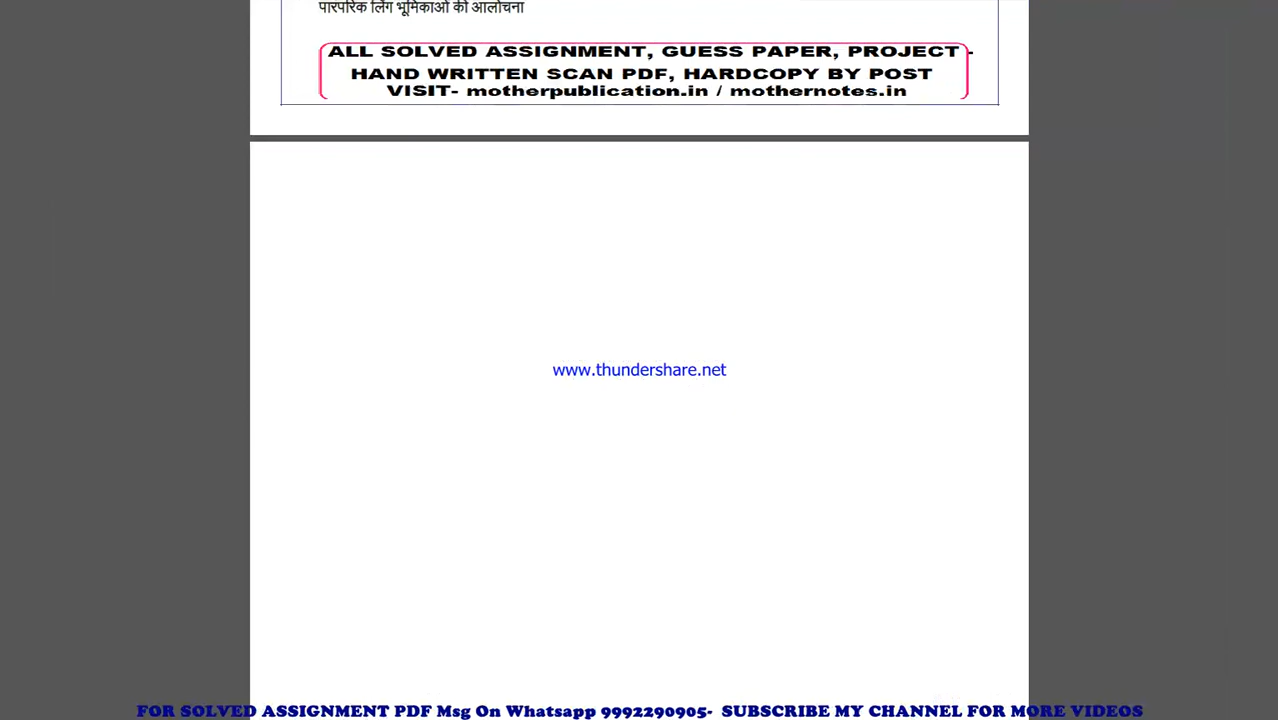 पारंपरिक लिंग भूमिकाओं की आलोचना
ALL SOLVED ASSIGNMENT, GUESS PAPER, PROJECT -
HAND WRITTEN SCAN PDF, HARDCOPY BY POST
VISIT- motherpublication.in / mothernotes.in
www.thundershare.net
FOR SOLVED ASSIGNMENT PDF Msg On Whatsapp 9992290905- SUBSCRIBE MY CHANNEL FOR MORE VIDEOS